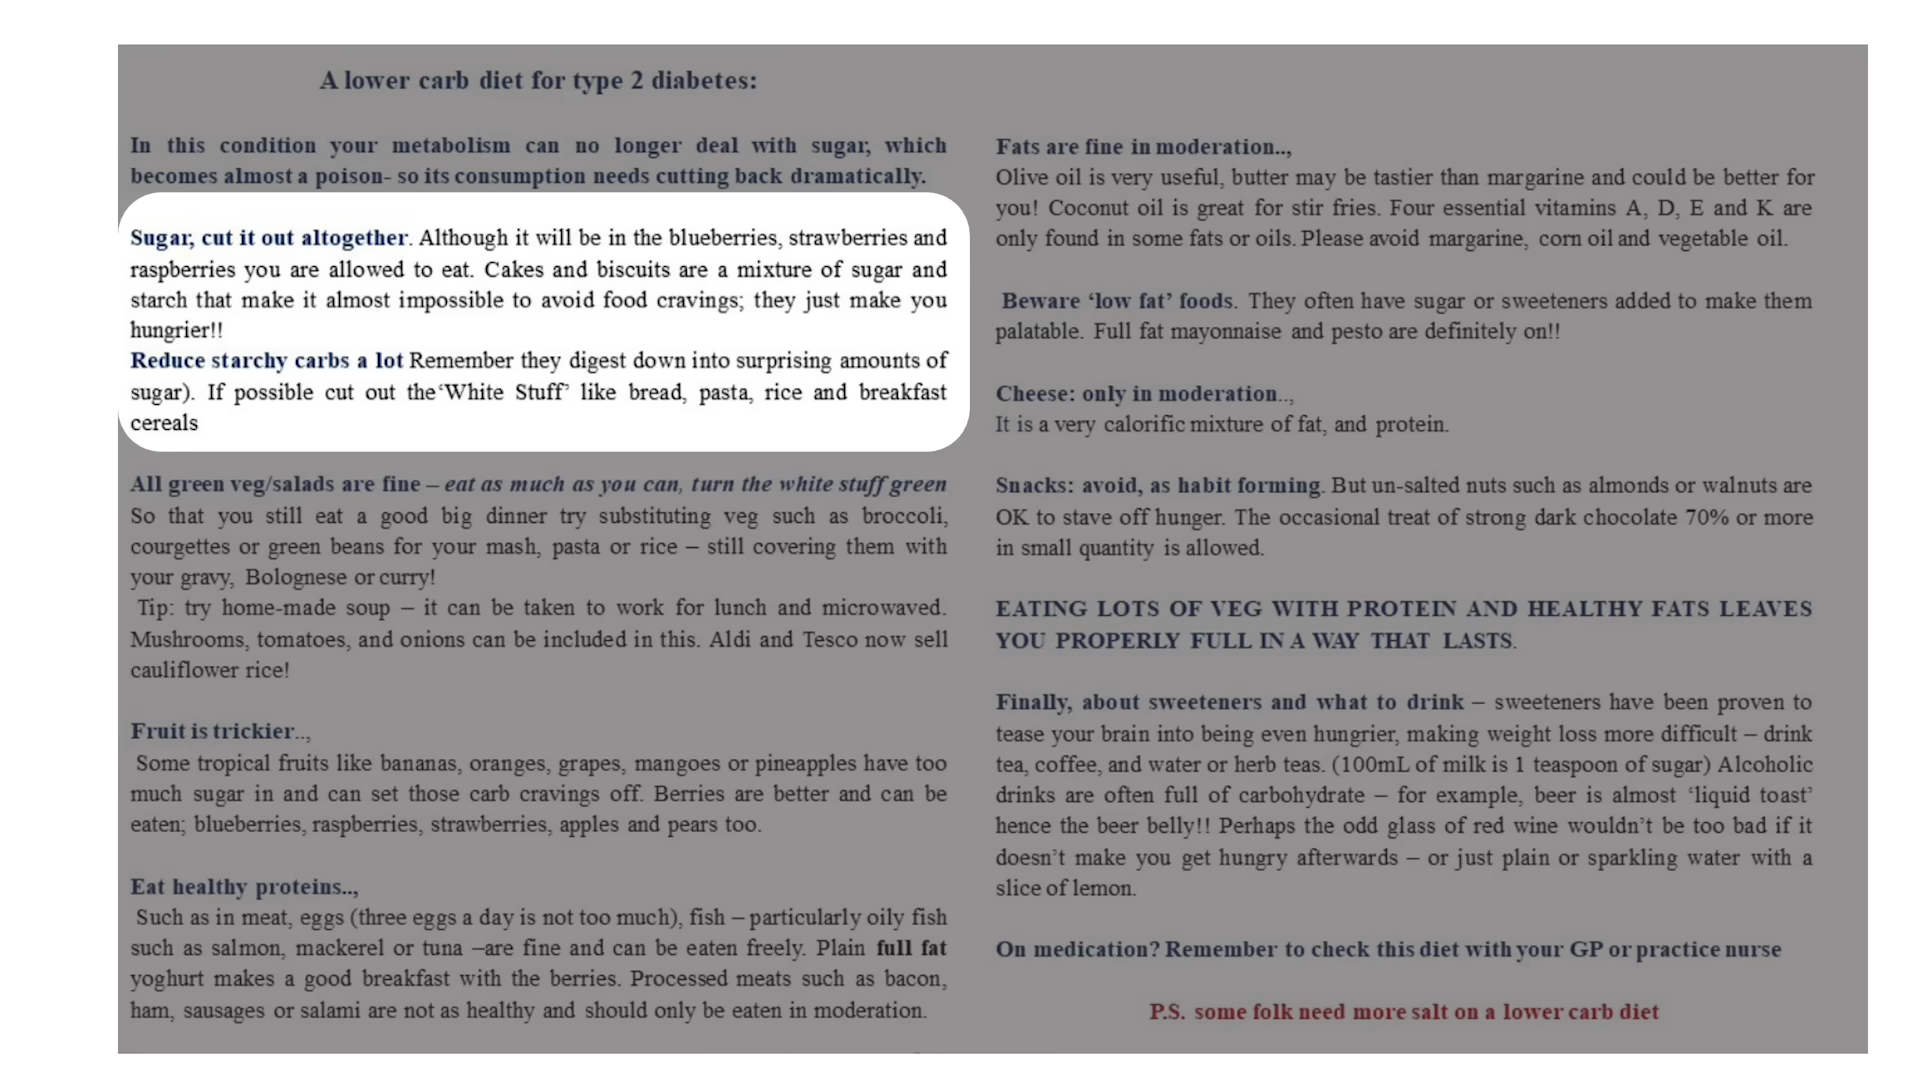 A lower carb diet for type 2 diabetes:
In this condition your metabolism can no longer deal with sugar, which
becomes almost a poison- so its consumption needs cutting back dramatically.
Sugar, cut it out altogether. Although it will be in the blueberries, strawberries and
raspberries you are allowed to eat. Cakes and biscuits are a mixture of sugar and
starch that make it almost impossible to avoid food cravings; they just make you
hungrier!!
Reduce starchy carbs a lot Remember they digest down into surprising amounts of
sugar). If possible cut out the‘White Stuff’ like bread, pasta, rice and breakfast
cereals
All green veg/salads are fine – eat as much as you can, turn the white stuff green
So that you still eat a good big dinner try substituting veg such as broccoli,
courgettes or green beans for your mash, pasta or rice – still covering them with
your gravy, Bolognese or curry!
Tip: try home-made soup – it can be taken to work for lunch and microwaved.
Mushrooms, tomatoes, and onions can be included in this. Aldi and Tesco now sell
cauliflower rice!
Fruit is trickier..,
Some tropical fruits like bananas, oranges, grapes, mangoes or pineapples have too
much sugar in and can set those carb cravings off. Berries are better and can be
eaten; blueberries, raspberries, strawberries, apples and pears too.
Eat healthy proteins..,
Such as in meat, eggs (three eggs a day is not too much), fish – particularly oily fish
such as salmon, mackerel or tuna –are fine and can be eaten freely. Plain full fat
yoghurt makes a good breakfast with the berries. Processed meats such as bacon,
ham, sausages or salami are not as healthy and should only be eaten in moderation.
Fats are fine in moderation..,
Olive oil is very useful, butter may be tastier than margarine and could be better for
you! Coconut oil is great for stir fries. Four essential vitamins A, D, E and K are
only found in some fats or oils. Please avoid margarine, corn oil and vegetable oil.
Beware ‘low fat’ foods. They often have sugar or sweeteners added to make them
palatable. Full fat mayonnaise and pesto are definitely on!!
Cheese: only in moderation..,
It is a very calorific mixture of fat, and protein.
Snacks: avoid, as habit forming. But un-salted nuts such as almonds or walnuts are
OK to stave off hunger. The occasional treat of strong dark chocolate 70% or more
in small quantity is allowed.
EATING LOTS OF VEG WITH PROTEIN AND HEALTHY FATS LEAVES
YOU PROPERLY FULL IN A WAY THAT LASTS.
Finally, about sweeteners and what to drink – sweeteners have been proven to
tease your brain into being even hungrier, making weight loss more difficult – drink
tea, coffee, and water or herb teas. (100mL of milk is 1 teaspoon of sugar) Alcoholic
drinks are often full of carbohydrate – for example, beer is almost ‘liquid toast’
hence the beer belly!! Perhaps the odd glass of red wine wouldn’t be too bad if it
doesn’t make you get hungry afterwards – or just plain or sparkling water with a
slice of lemon.
On medication? Remember to check this diet with your GP or practice nurse
P.S. some folk need more salt on a lower carb diet